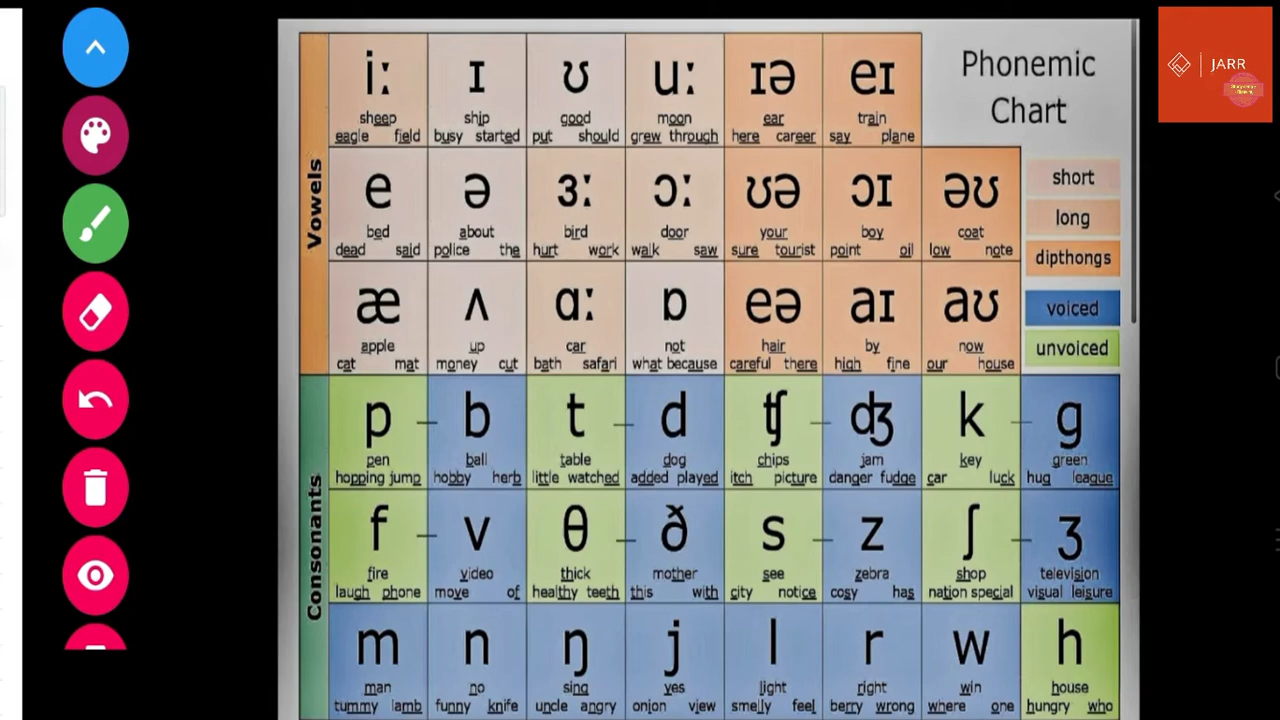 iː ɪ ʊ uː ɪə eɪ Phonemic
Chart
sheep ship good moon ear train
eagle field busy started put should grew through here career say plane
Vowels
e ə ɜː ɔː ʊə ɔɪ əʊ short
bed about bird door your boy coat long
dead said police the hurt work walk saw sure tourist point oil low note dipthongs
æ ʌ ɑː ɒ eə aɪ aʊ voiced
apple up car not hair by now unvoiced
cat mat money cut bath safari what because careful there high fine our house
Consonants
p b t d ʧ ʤ k g
pen ball table dog chips jam key green
hopping jump hobby herb little watched added played itch picture danger fudge car luck hug league
f v θ ð s z ʃ ʒ
fire video thick mother see zebra shop television
laugh phone move of healthy teeth this with city notice cosy has nation special visual leisure
m n ŋ j l r w h
man no sing yes light right win house
tummy lamb funny knife uncle angry onion view smelly feel berry wrong where one hungry who
JARR